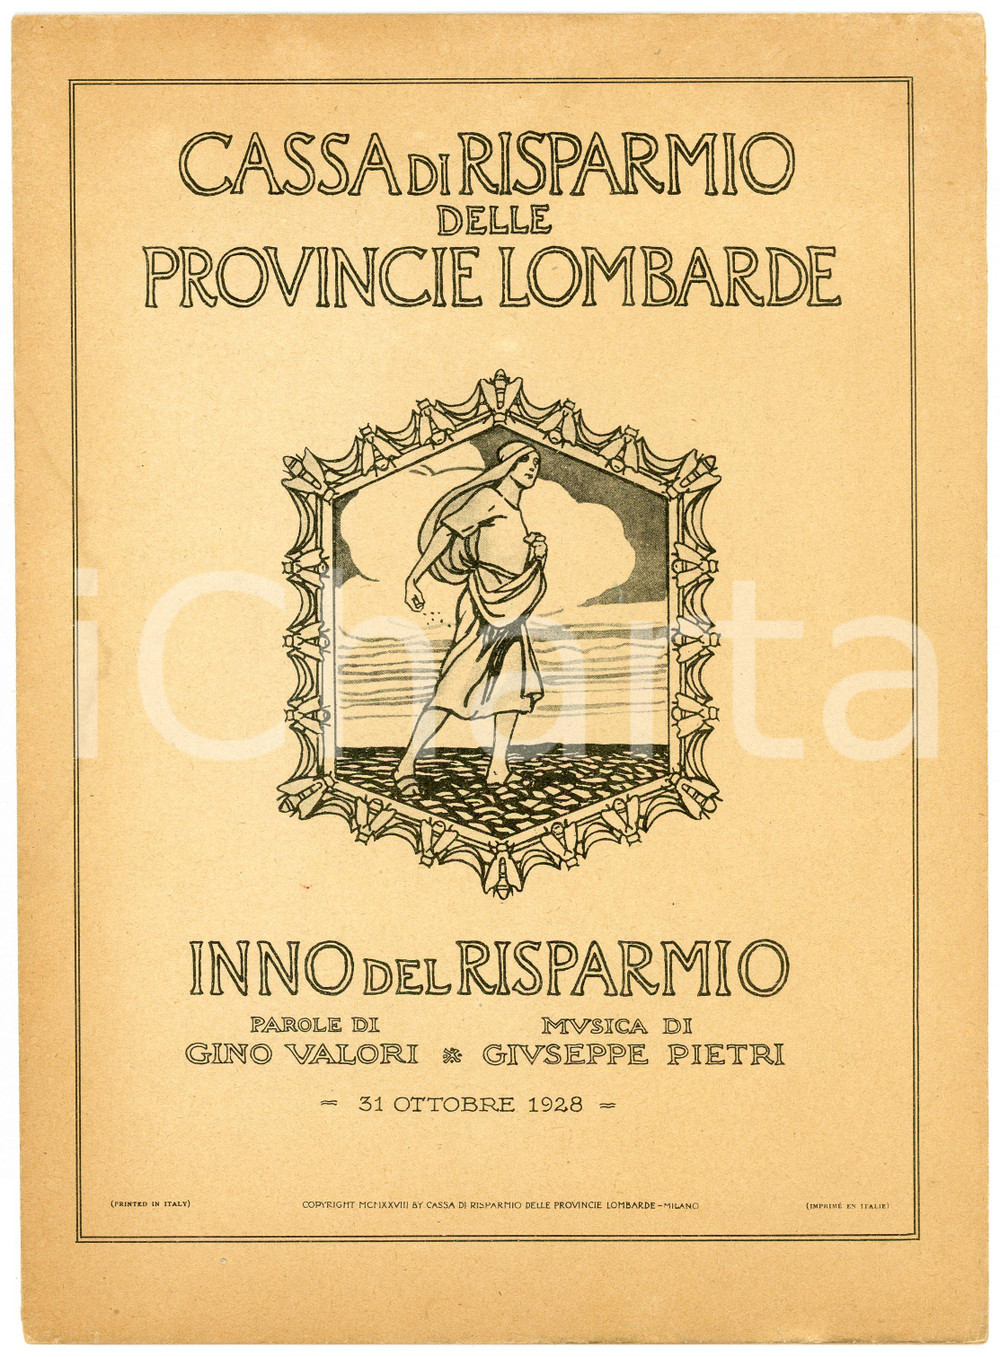 CASSA DI RISPARMIO
DELLE
PROVINCIE LOMBARDE
iCharta
INNO DEL RISPARMIO
PAROLE DI
GINO VALORI
MVSICA DI
GIVSEPPE PIETRI
31 OTTOBRE 1928
(PRINTED IN ITALY)
COPYRIGHT MCMXXVIII BY CASSA DI RISPARMIO DELLE PROVINCIE LOMBARDE - MILANO
(IMPRIMÉ EN ITALIE)